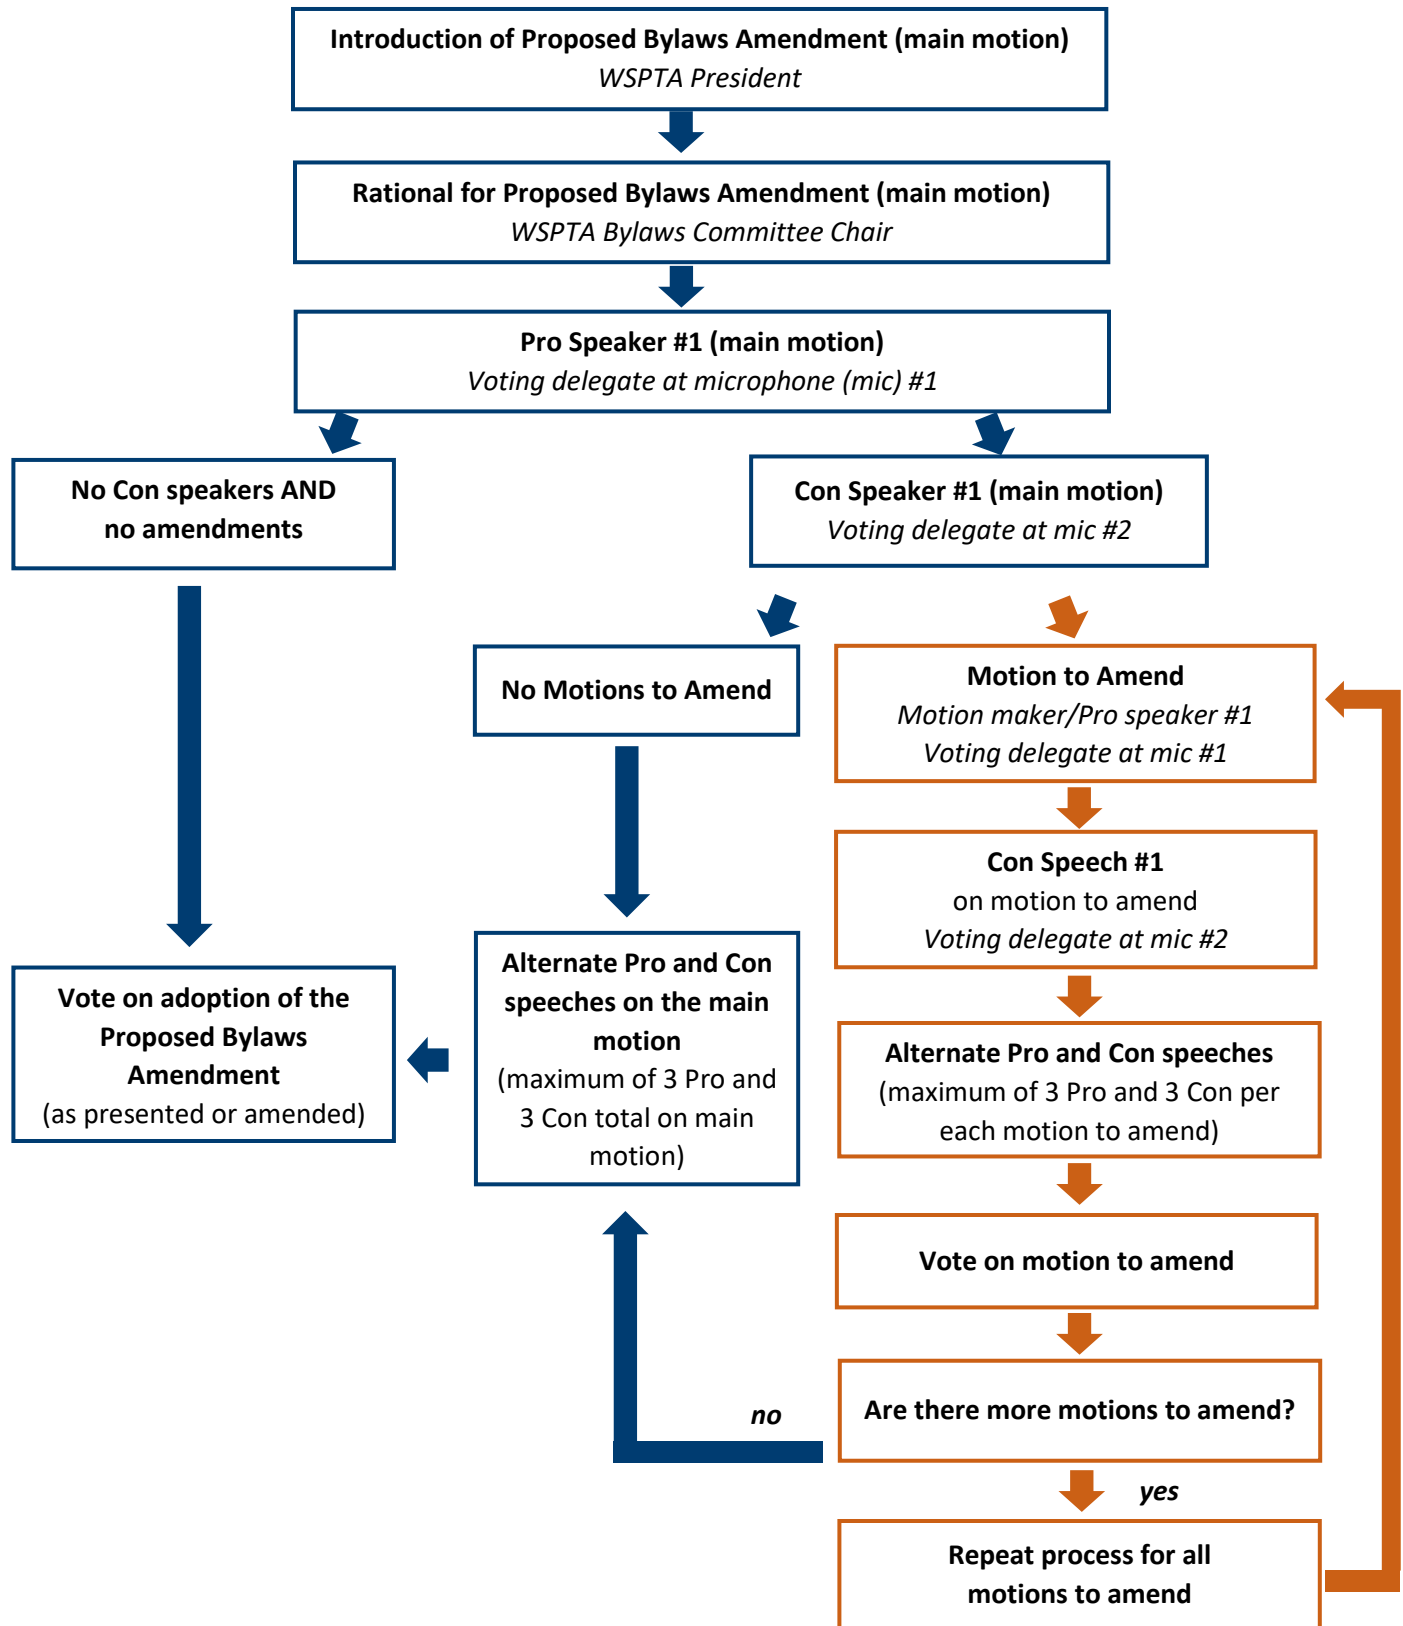 Introduction of Proposed Bylaws Amendment (main motion)
WSPTA President
Rational for Proposed Bylaws Amendment (main motion)
WSPTA Bylaws Committee Chair
Pro Speaker #1 (main motion)
Voting delegate at microphone (mic) #1
No Con speakers AND
no amendments
Con Speaker #1 (main motion)
Voting delegate at mic #2
No Motions to Amend
Motion to Amend
Motion maker/Pro speaker #1
Voting delegate at mic #1
Con Speech #1
on motion to amend
Voting delegate at mic #2
Vote on adoption of the
Proposed Bylaws
Amendment
(as presented or amended)
Alternate Pro and Con
speeches on the main
motion
(maximum of 3 Pro and
3 Con total on main
motion)
Alternate Pro and Con speeches
(maximum of 3 Pro and 3 Con per
each motion to amend)
Vote on motion to amend
Are there more motions to amend?
no
yes
Repeat process for all
motions to amend